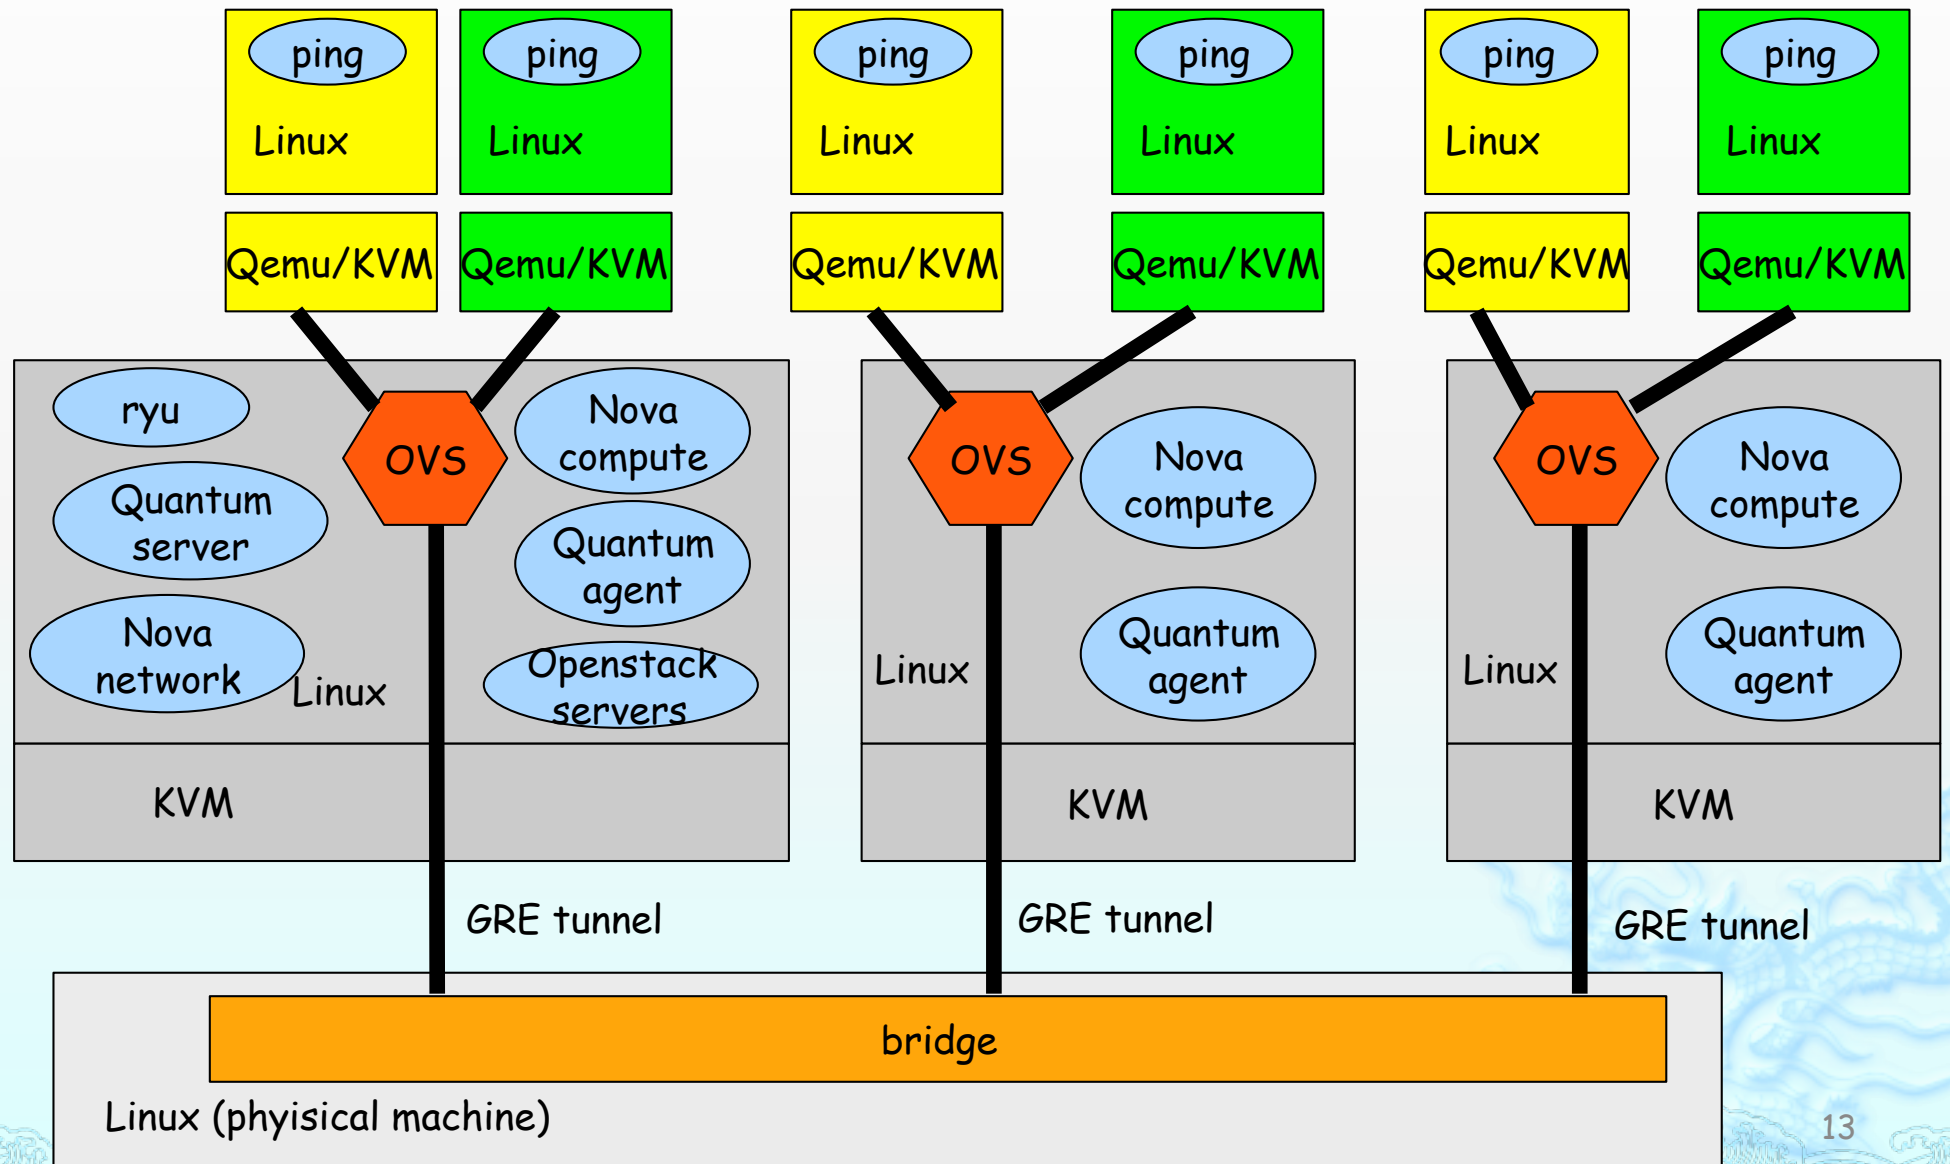 ping
ping
ping
ping
ping
ping
Linux
Linux
Linux
Linux
Linux
Linux
Qemu/KVM
Qemu/KVM
Qemu/KVM
Qemu/KVM
Qemu/KVM
Qemu/KVM
ryu
Quantum
server
Nova
network
Linux
OVS
Nova
compute
Quantum
agent
Openstack
servers
KVM
OVS
Nova
compute
Linux
Quantum
agent
KVM
OVS
Nova
compute
Linux
Quantum
agent
KVM
GRE tunnel
GRE tunnel
GRE tunnel
bridge
Linux (phyisical machine)
13